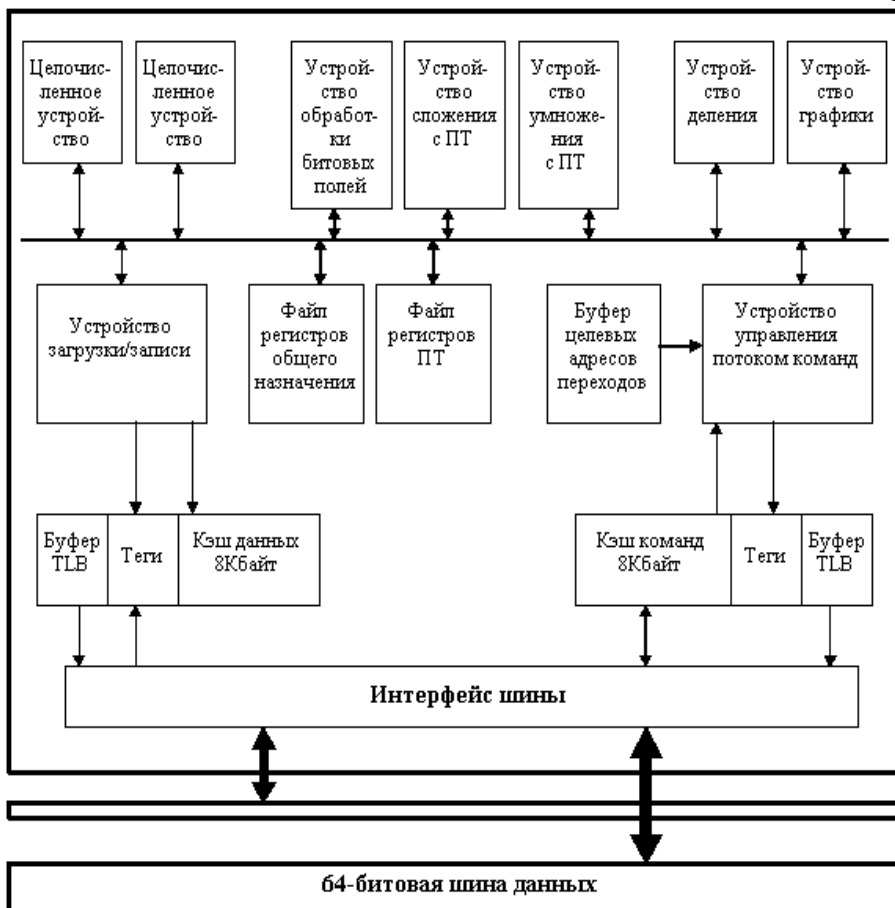 Целочис-
ленное
устрой-
ство
Целочис-
ленное
устрой-
ство
Устрой-
ство
обработ-
ки
битовых
полей
Устрой-
ство
сложения
с ПТ
Устрой-
ство
умноже-
ния
с ПТ
Устрой-
ство
деления
Устрой-
ство
графики
Устройство
загрузки/записи
Файл
регистров
общего
назначения
Файл
регистров
ПТ
Буфер
целевых
адресов
переходов
Устройство
управления
потоком команд
Буфер
TLB
Теги
Кэш данных
8Кбайт
Кэш команд
8Кбайт
Теги
Буфер
TLB
Интерфейс шины
64-битовая шина данных